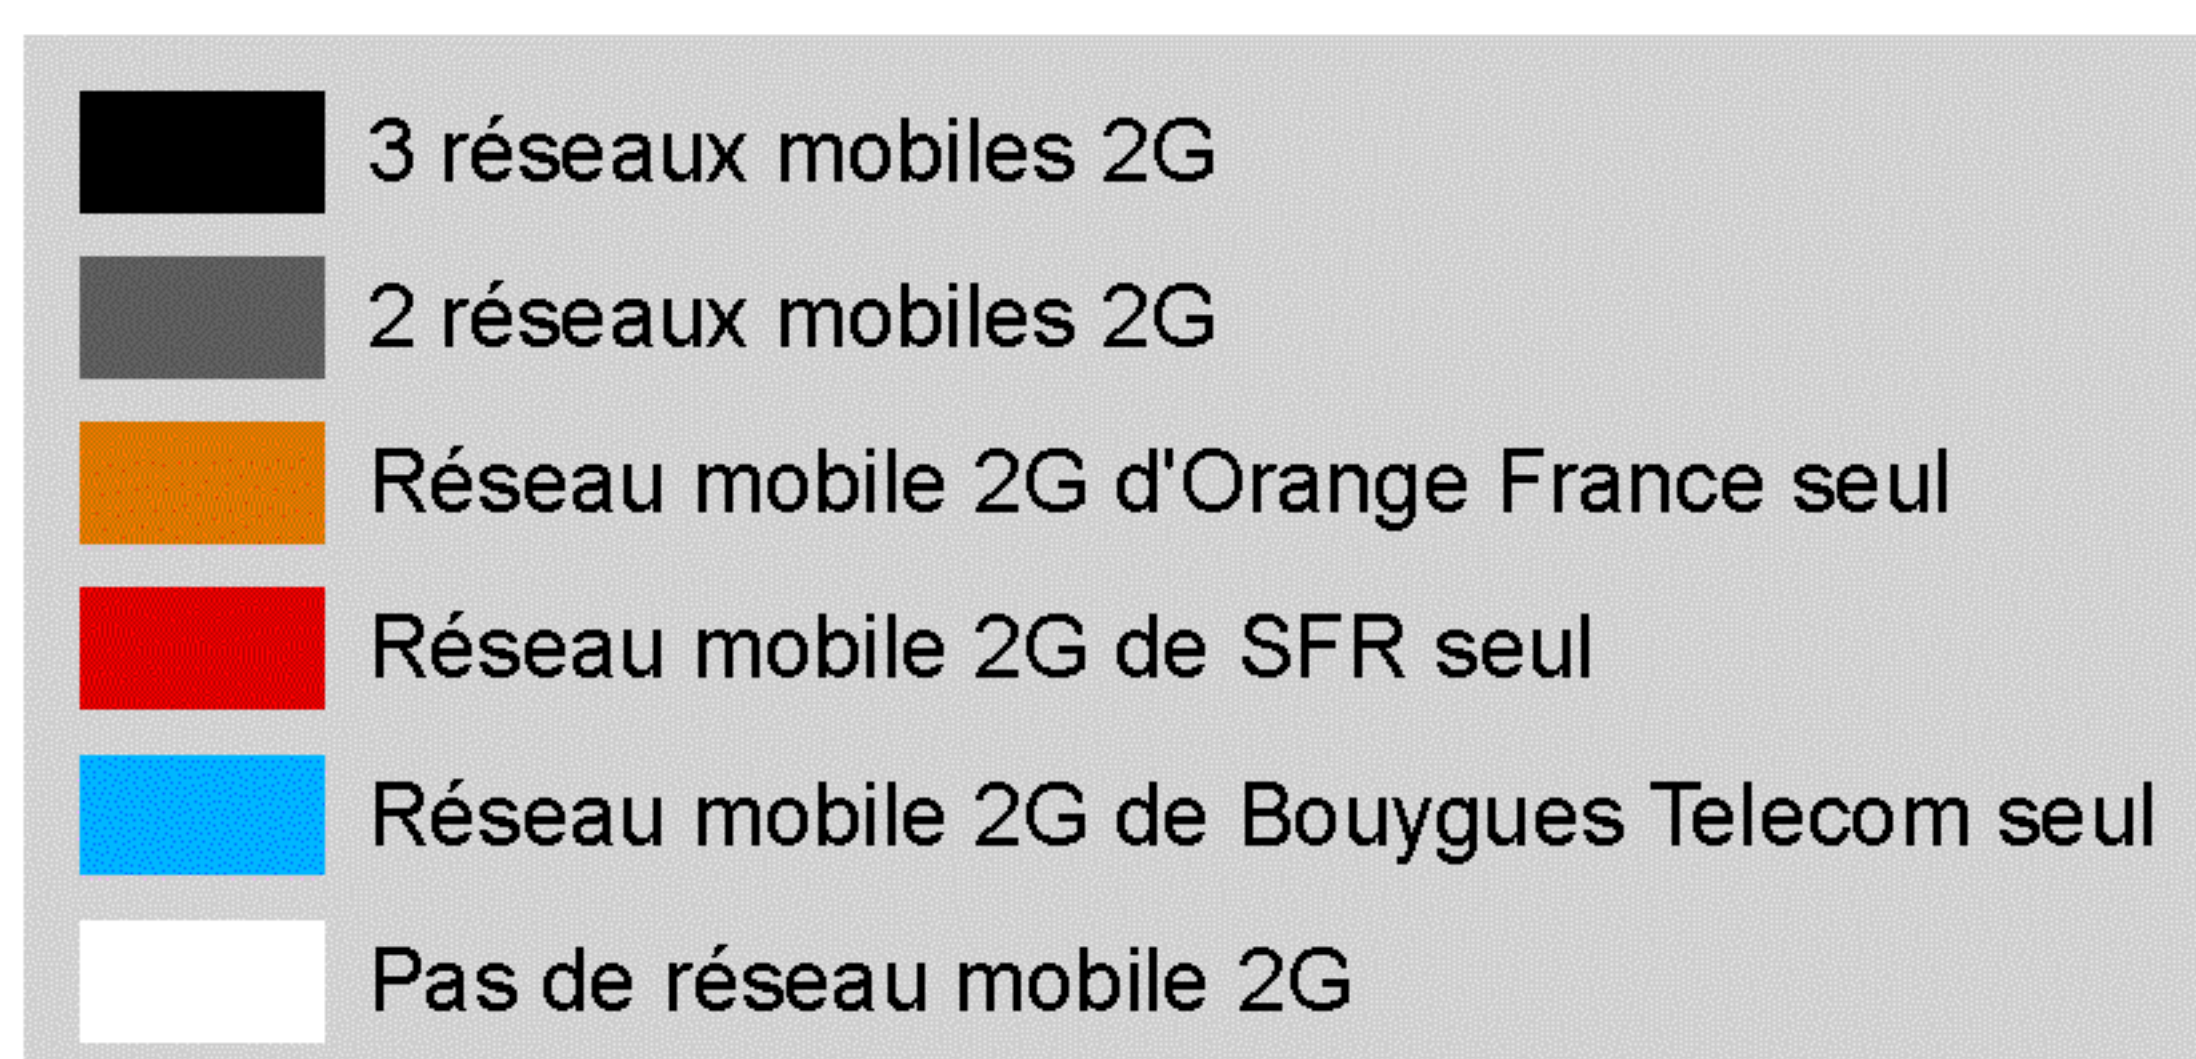 3 réseaux mobiles 2G
2 réseaux mobiles 2G
Réseau mobile 2G d'Orange France seul
Réseau mobile 2G de SFR seul
Réseau mobile 2G de Bouygues Telecom seul
Pas de réseau mobile 2G